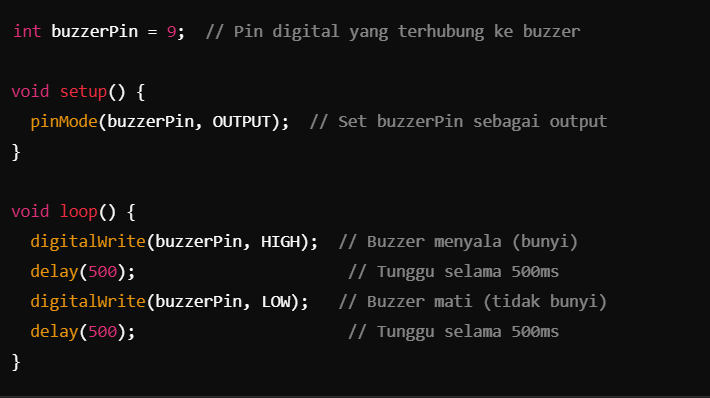 int buzzerPin = 9;  // Pin digital yang terhubung ke buzzer
void setup() {
  pinMode(buzzerPin, OUTPUT);  // Set buzzerPin sebagai output
}
void loop() {
  digitalWrite(buzzerPin, HIGH);  // Buzzer menyala (bunyi)
  delay(500);                      // Tunggu selama 500ms
  digitalWrite(buzzerPin, LOW);   // Buzzer mati (tidak bunyi)
  delay(500);                      // Tunggu selama 500ms
}